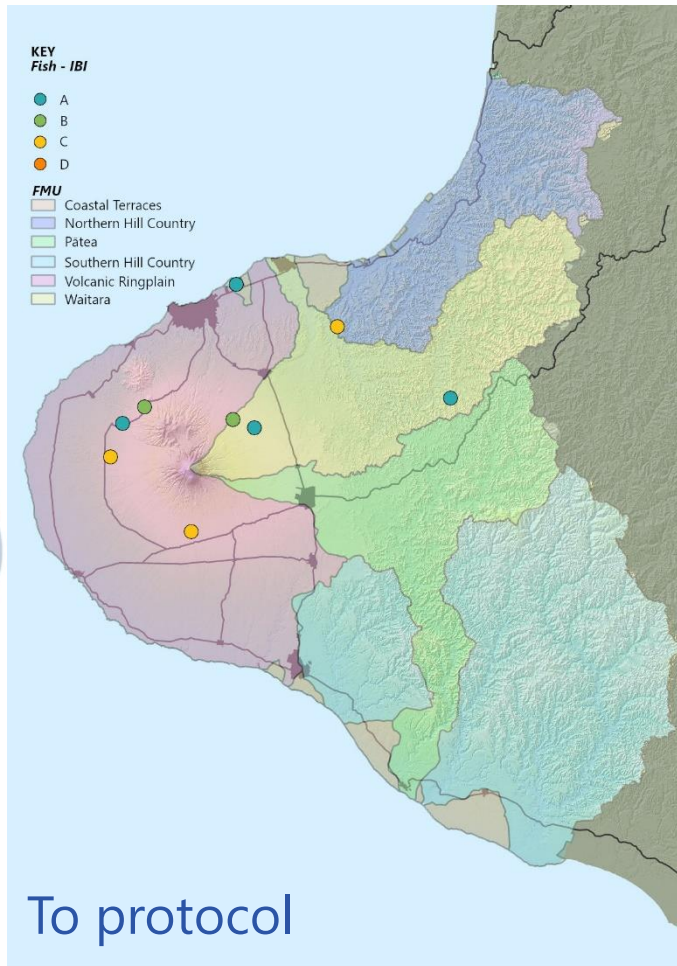 KEY
Fish - IBI
A
B
C
D
FMU
Coastal Terraces
Northern Hill Country
Pātea
Southern Hill Country
Volcanic Ringplain
Waitara
To protocol